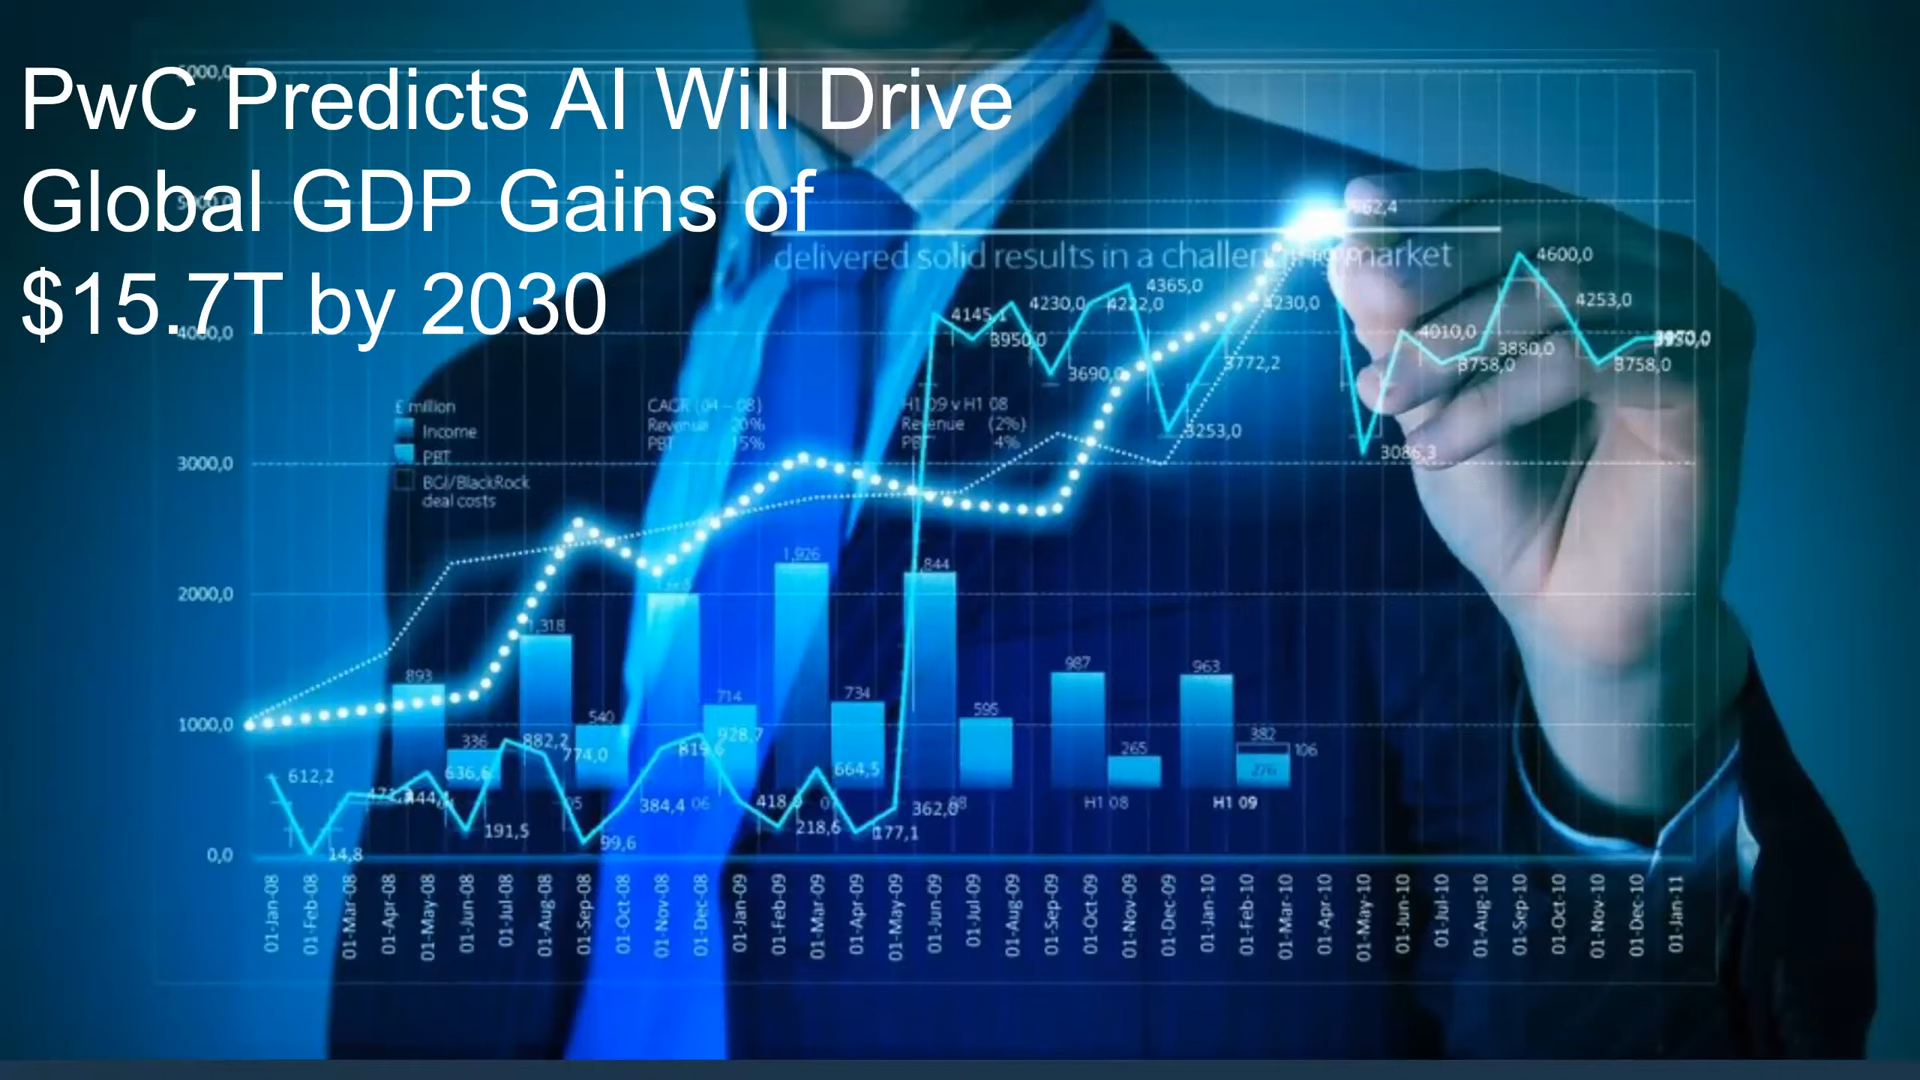 PwC Predicts AI Will Drive
Global GDP Gains of
$15.7T by 2030
delivered solid results in a market
£ million
Income
PBT
BGI/BlackRock
deal costs
CAGR (04 – 08)
Revenue 20%
PBT 15%
H1 09 v H1 08
Revenue (2%)
PBT 4%
5000,0
4000,0
3000,0
2000,0
1000,0
0,0
4145,1
3950,0
4230,0
3690,0
4222,0
4365,0
3253,0
3772,2
4230,0
3086,3
4010,0
3758,0
3880,0
4600,0
4253,0
3758,0
893
336
1,318
540
714
1,926
734
1,844
595
987
265
963
382
106
276
612,2
14,8
444,4
636,6
191,5
882,2
774,0
99,6
384,4
819,6
928,7
418,0
218,6
664,5
177,1
362,0
05
06
H1 08
H1 09
01-Jan-08
01-Feb-08
01-Mar-08
01-Apr-08
01-May-08
01-Jun-08
01-Jul-08
01-Aug-08
01-Sep-08
01-Oct-08
01-Nov-08
01-Dec-08
01-Jan-09
01-Feb-09
01-Mar-09
01-Apr-09
01-May-09
01-Jun-09
01-Jul-09
01-Aug-09
01-Sep-09
01-Oct-09
01-Nov-09
01-Dec-09
01-Jan-10
01-Feb-10
01-Mar-10
01-Apr-10
01-May-10
01-Jun-10
01-Jul-10
01-Aug-10
01-Sep-10
01-Oct-10
01-Nov-10
01-Dec-10
01-Jan-11